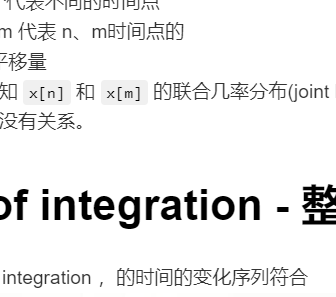 代表不同的时间点
m 代表 n、m时间点的
平移量
知 x[n] 和 x[m] 的联合几率分布(joint
没有关系。
of integration - 整
integration ，的时间的变化序列符合